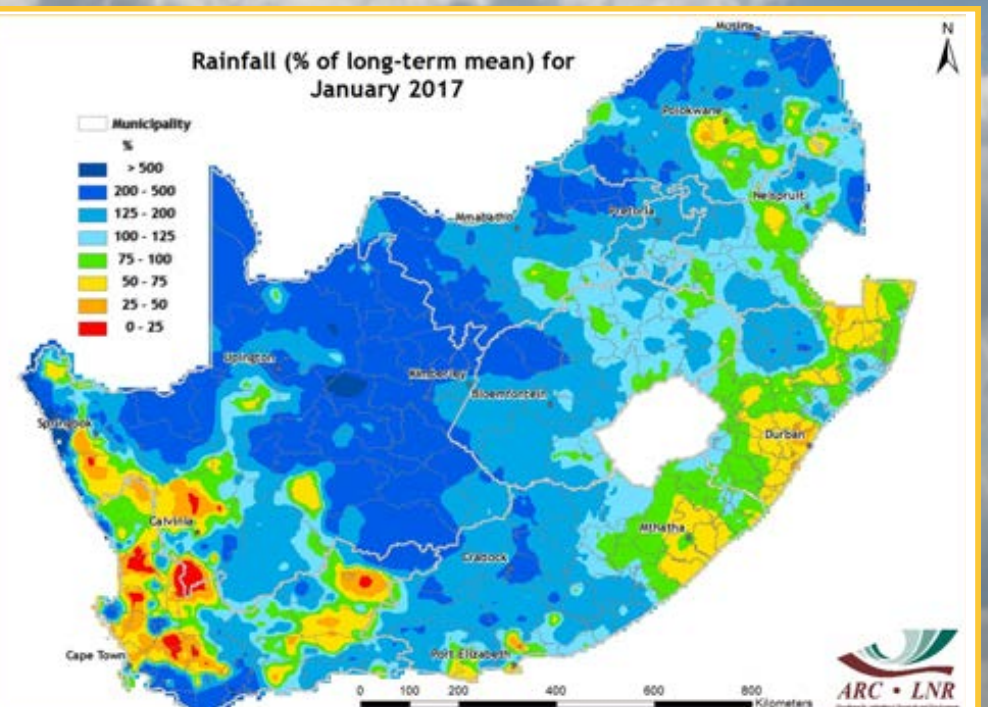 Rainfall (% of long-term mean) for
January 2017
N
Municipality
%
> 500
200 - 500
125 - 200
100 - 125
75 - 100
50 - 75
25 - 50
0 - 25
Musina
Polokwane
Nelspruit
Mmabatho
Pretoria
Upington
Kimberley
Bloemfontein
Springbok
Durban
Calvinia
Mthatha
Cradock
Cape Town
Port Elizabeth
0 100 200 400 600 800
Kilometers
ARC • LNR